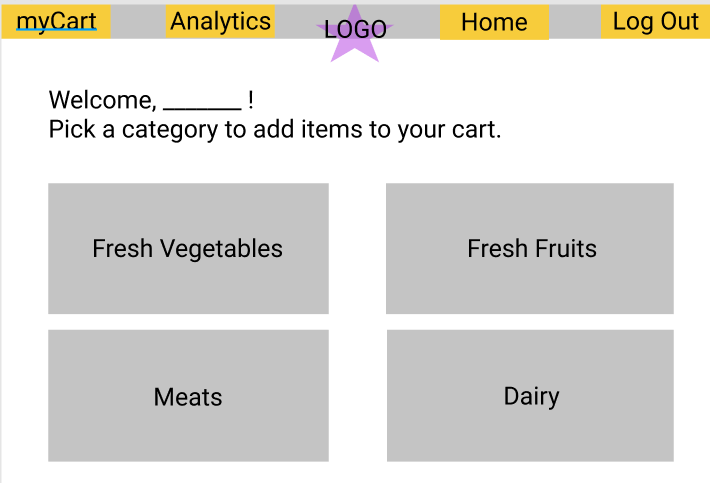 myCart Analytics LOGO Home Log Out
Welcome, _______ !
Pick a category to add items to your cart.
Fresh Vegetables Fresh Fruits
Meats Dairy